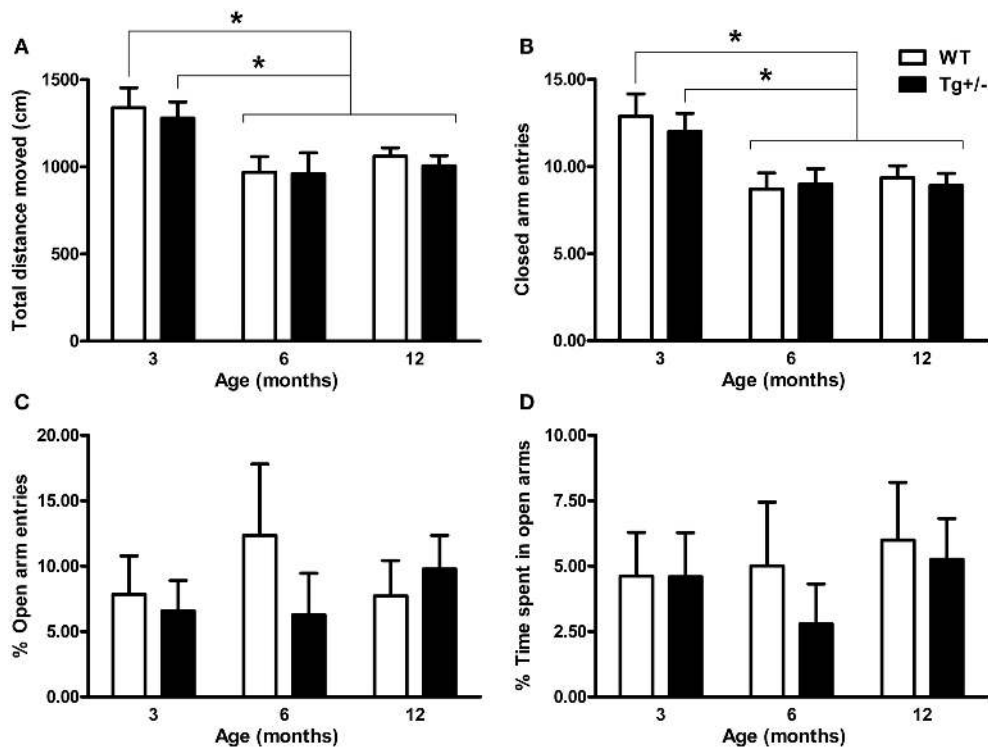 A
*
*
Total distance moved (cm)
1500
1000
500
0
3 6 12
Age (months)
B
*
*
WT
Tg+/-
Closed arm entries
15.00
10.00
5.00
0.00
3 6 12
Age (months)
C
% Open arm entries
20.00
15.00
10.00
5.00
0.00
3 6 12
Age (months)
D
% Time spent in open arms
10.00
7.50
5.00
2.50
0.00
3 6 12
Age (months)